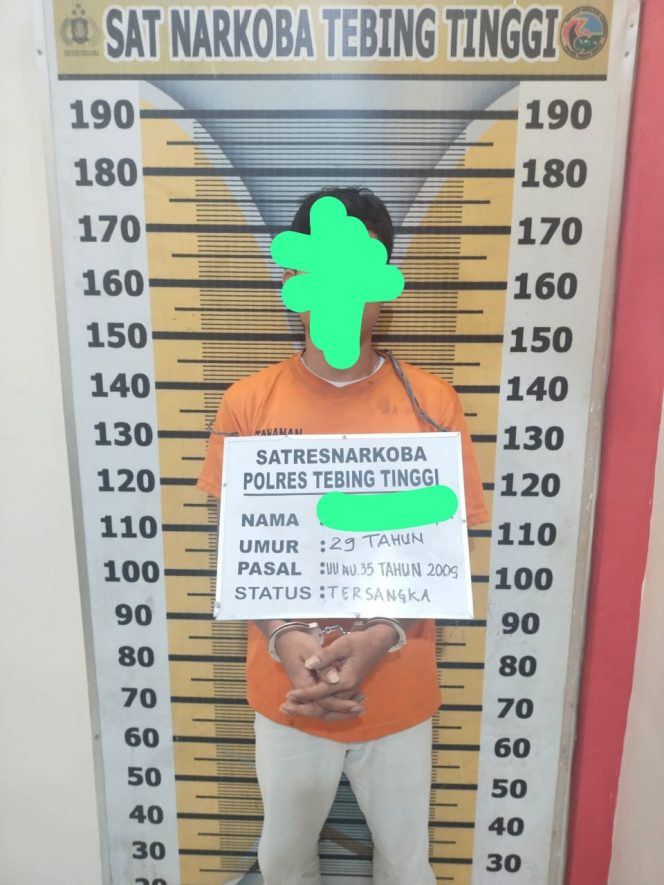 SAT NARKOBA TEBING TINGGI
190 190
180 180
170 170
160 160
150 150
140 140
130 130
120 120
110 110
100 100
90 90
80 80
70 70
60 60
50 50
40 40
30 30
20
TAHANAN
SATRESNARKOBA
POLRES TEBING TINGGI
NAMA :
UMUR : 29 TAHUN
PASAL : UU NO.35 TAHUN 2009
STATUS : TERSANGKA